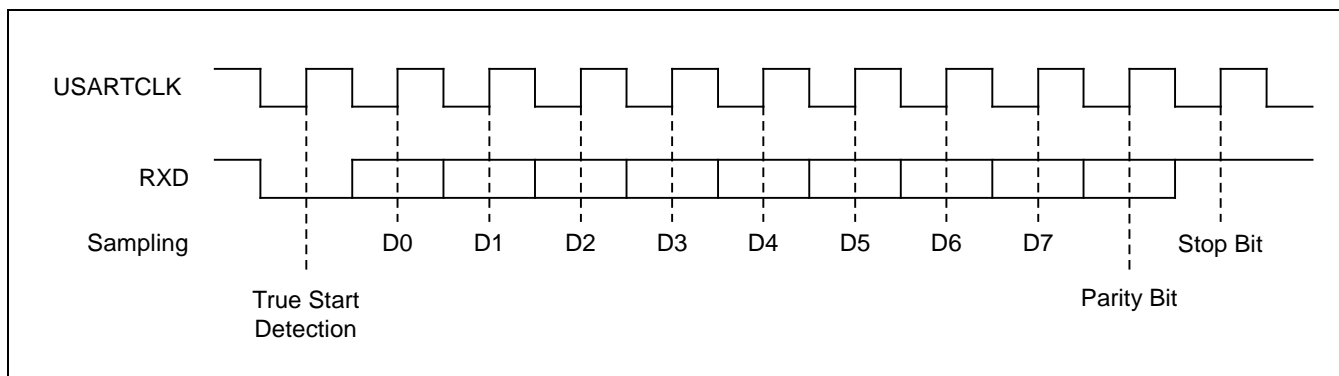 USARTCLK
RXD
Sampling
D0 D1 D2 D3 D4 D5 D6 D7 Stop Bit
True Start
Detection
Parity Bit